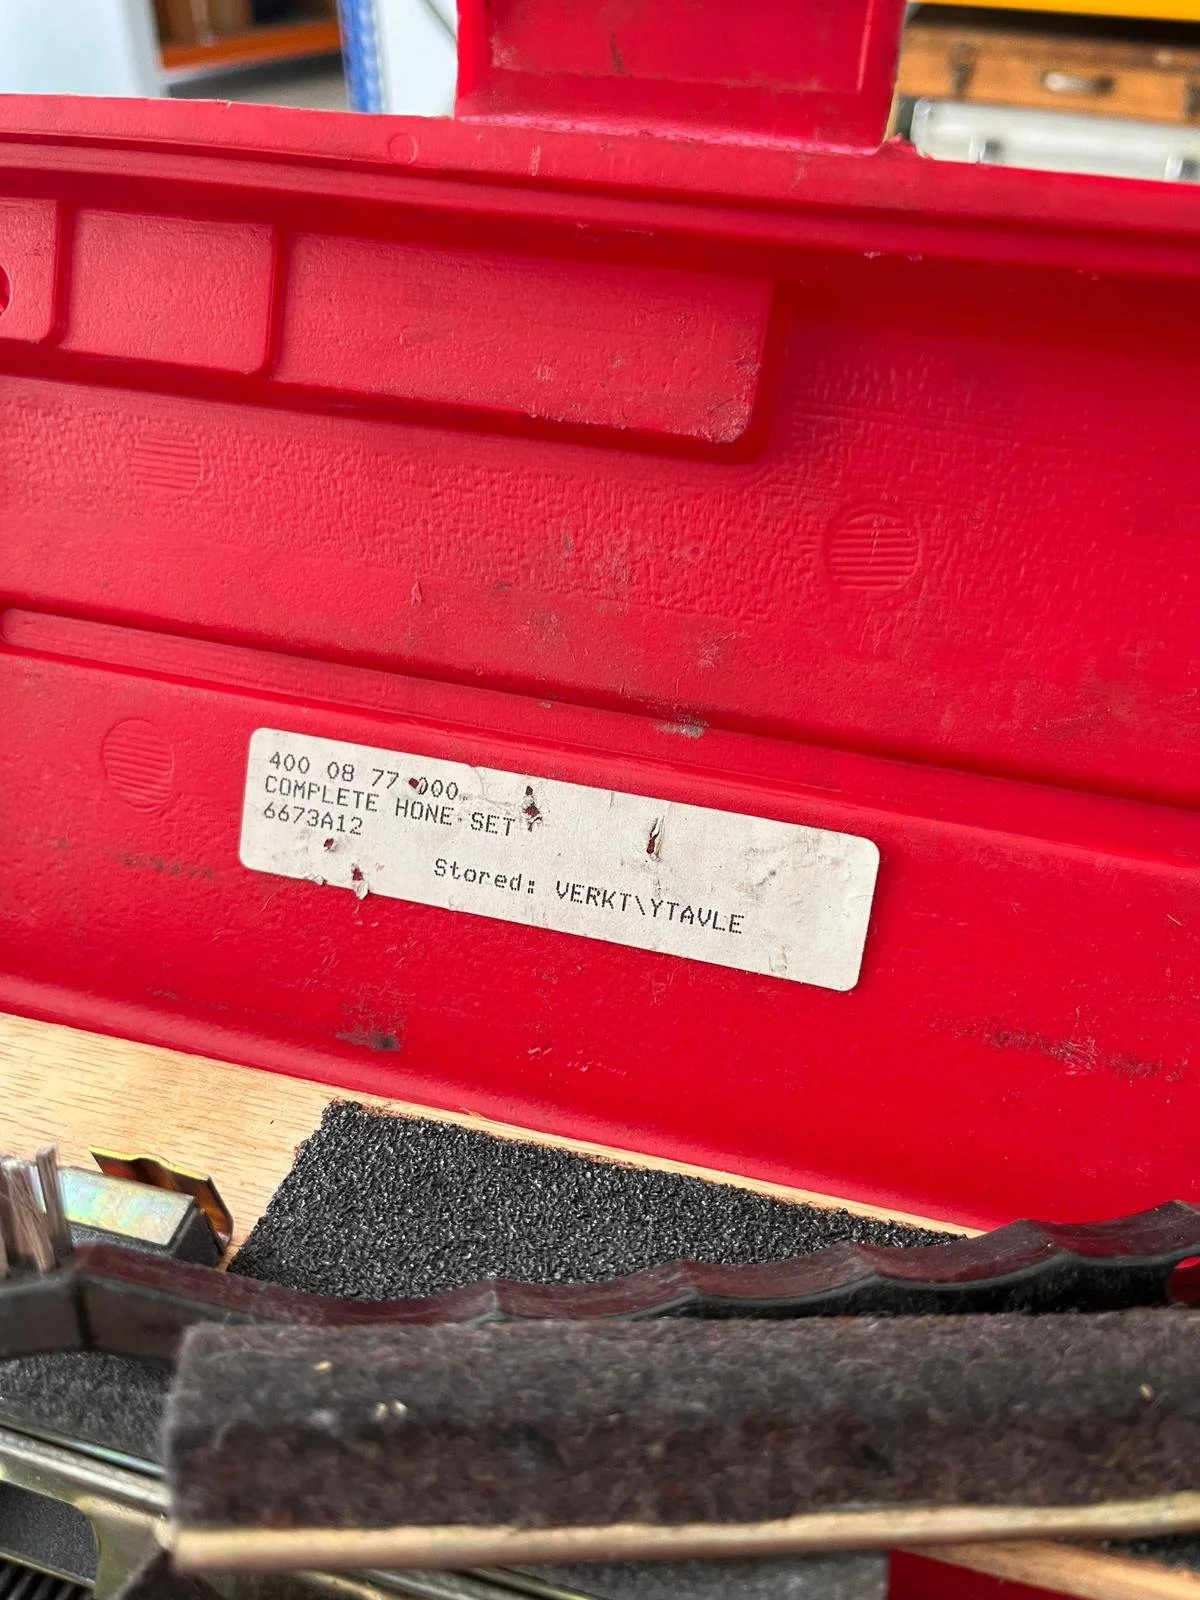 400 08 77 000
COMPLETE HONE SET
6673A12
Stored: VERKT\YTAVLE